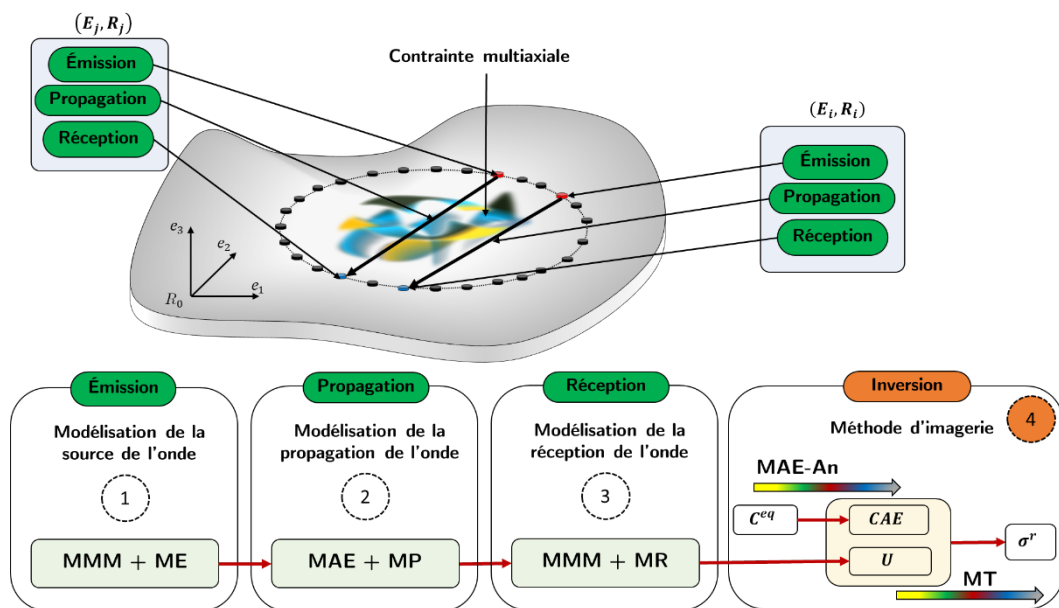 (E_j, R_j)
Émission
Propagation
Réception
Contrainte multiaxiale
(E_i, R_i)
Émission
Propagation
Réception
e_3
e_2
e_1
R_0
Émission
Modélisation de la
source de l'onde
1
MMM + ME
Propagation
Modélisation de la
propagation de l'onde
2
MAE + MP
Réception
Modélisation de la
réception de l'onde
3
MMM + MR
Inversion
Méthode d'imagerie
4
MAE-An
C^{eq}
CAE
U
σ^r
MT